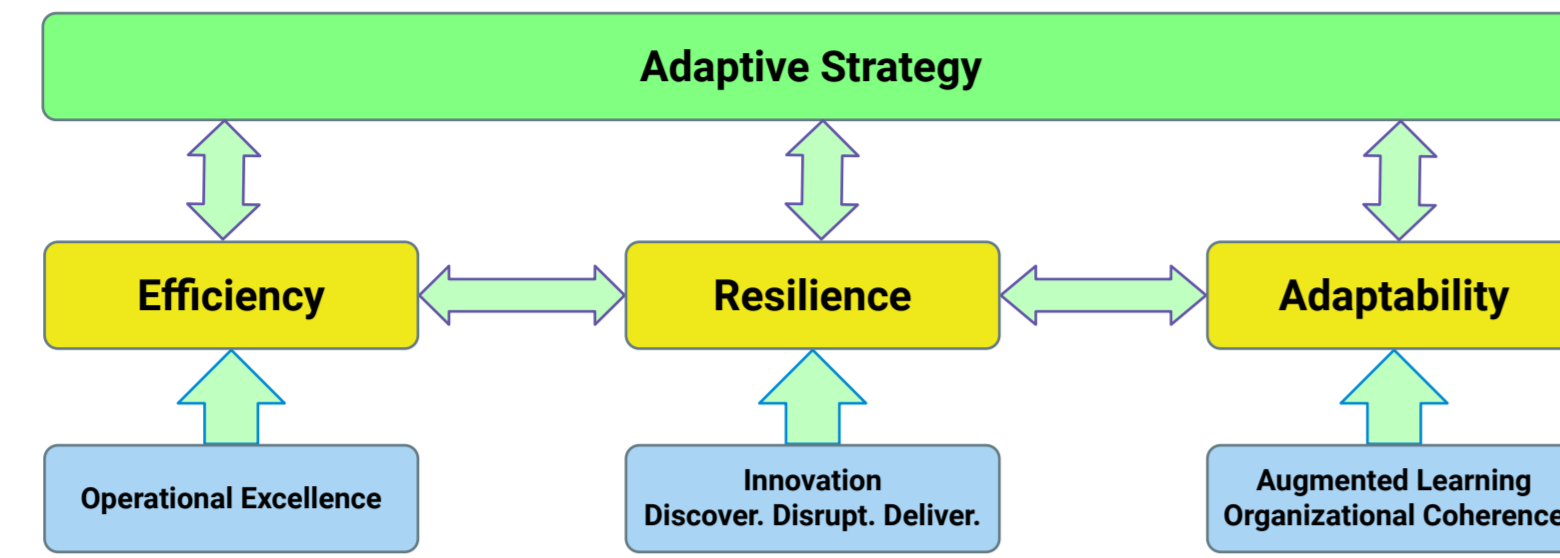 Adaptive Strategy
Efficiency
Resilience
Adaptability
Operational Excellence
Innovation
Discover. Disrupt. Deliver.
Augmented Learning
Organizational Coherence